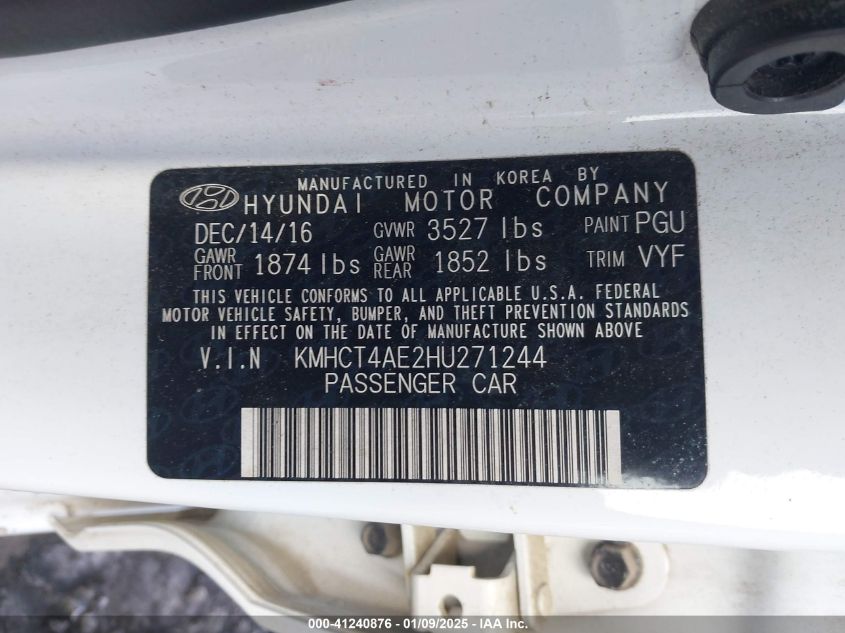 MANUFACTURED IN KOREA BY
HYUNDAI MOTOR COMPANY
DEC/14/16 GVWR 3527 lbs PAINT PGU
GAWR FRONT 1874 lbs GAWR REAR 1852 lbs TRIM VYF
THIS VEHICLE CONFORMS TO ALL APPLICABLE U.S.A. FEDERAL
MOTOR VEHICLE SAFETY, BUMPER, AND THEFT PREVENTION STANDARDS
IN EFFECT ON THE DATE OF MANUFACTURE SHOWN ABOVE
V.I.N KMHCT4AE2HU271244
PASSENGER CAR
000-41240876 - 01/09/2025 - IAA Inc.